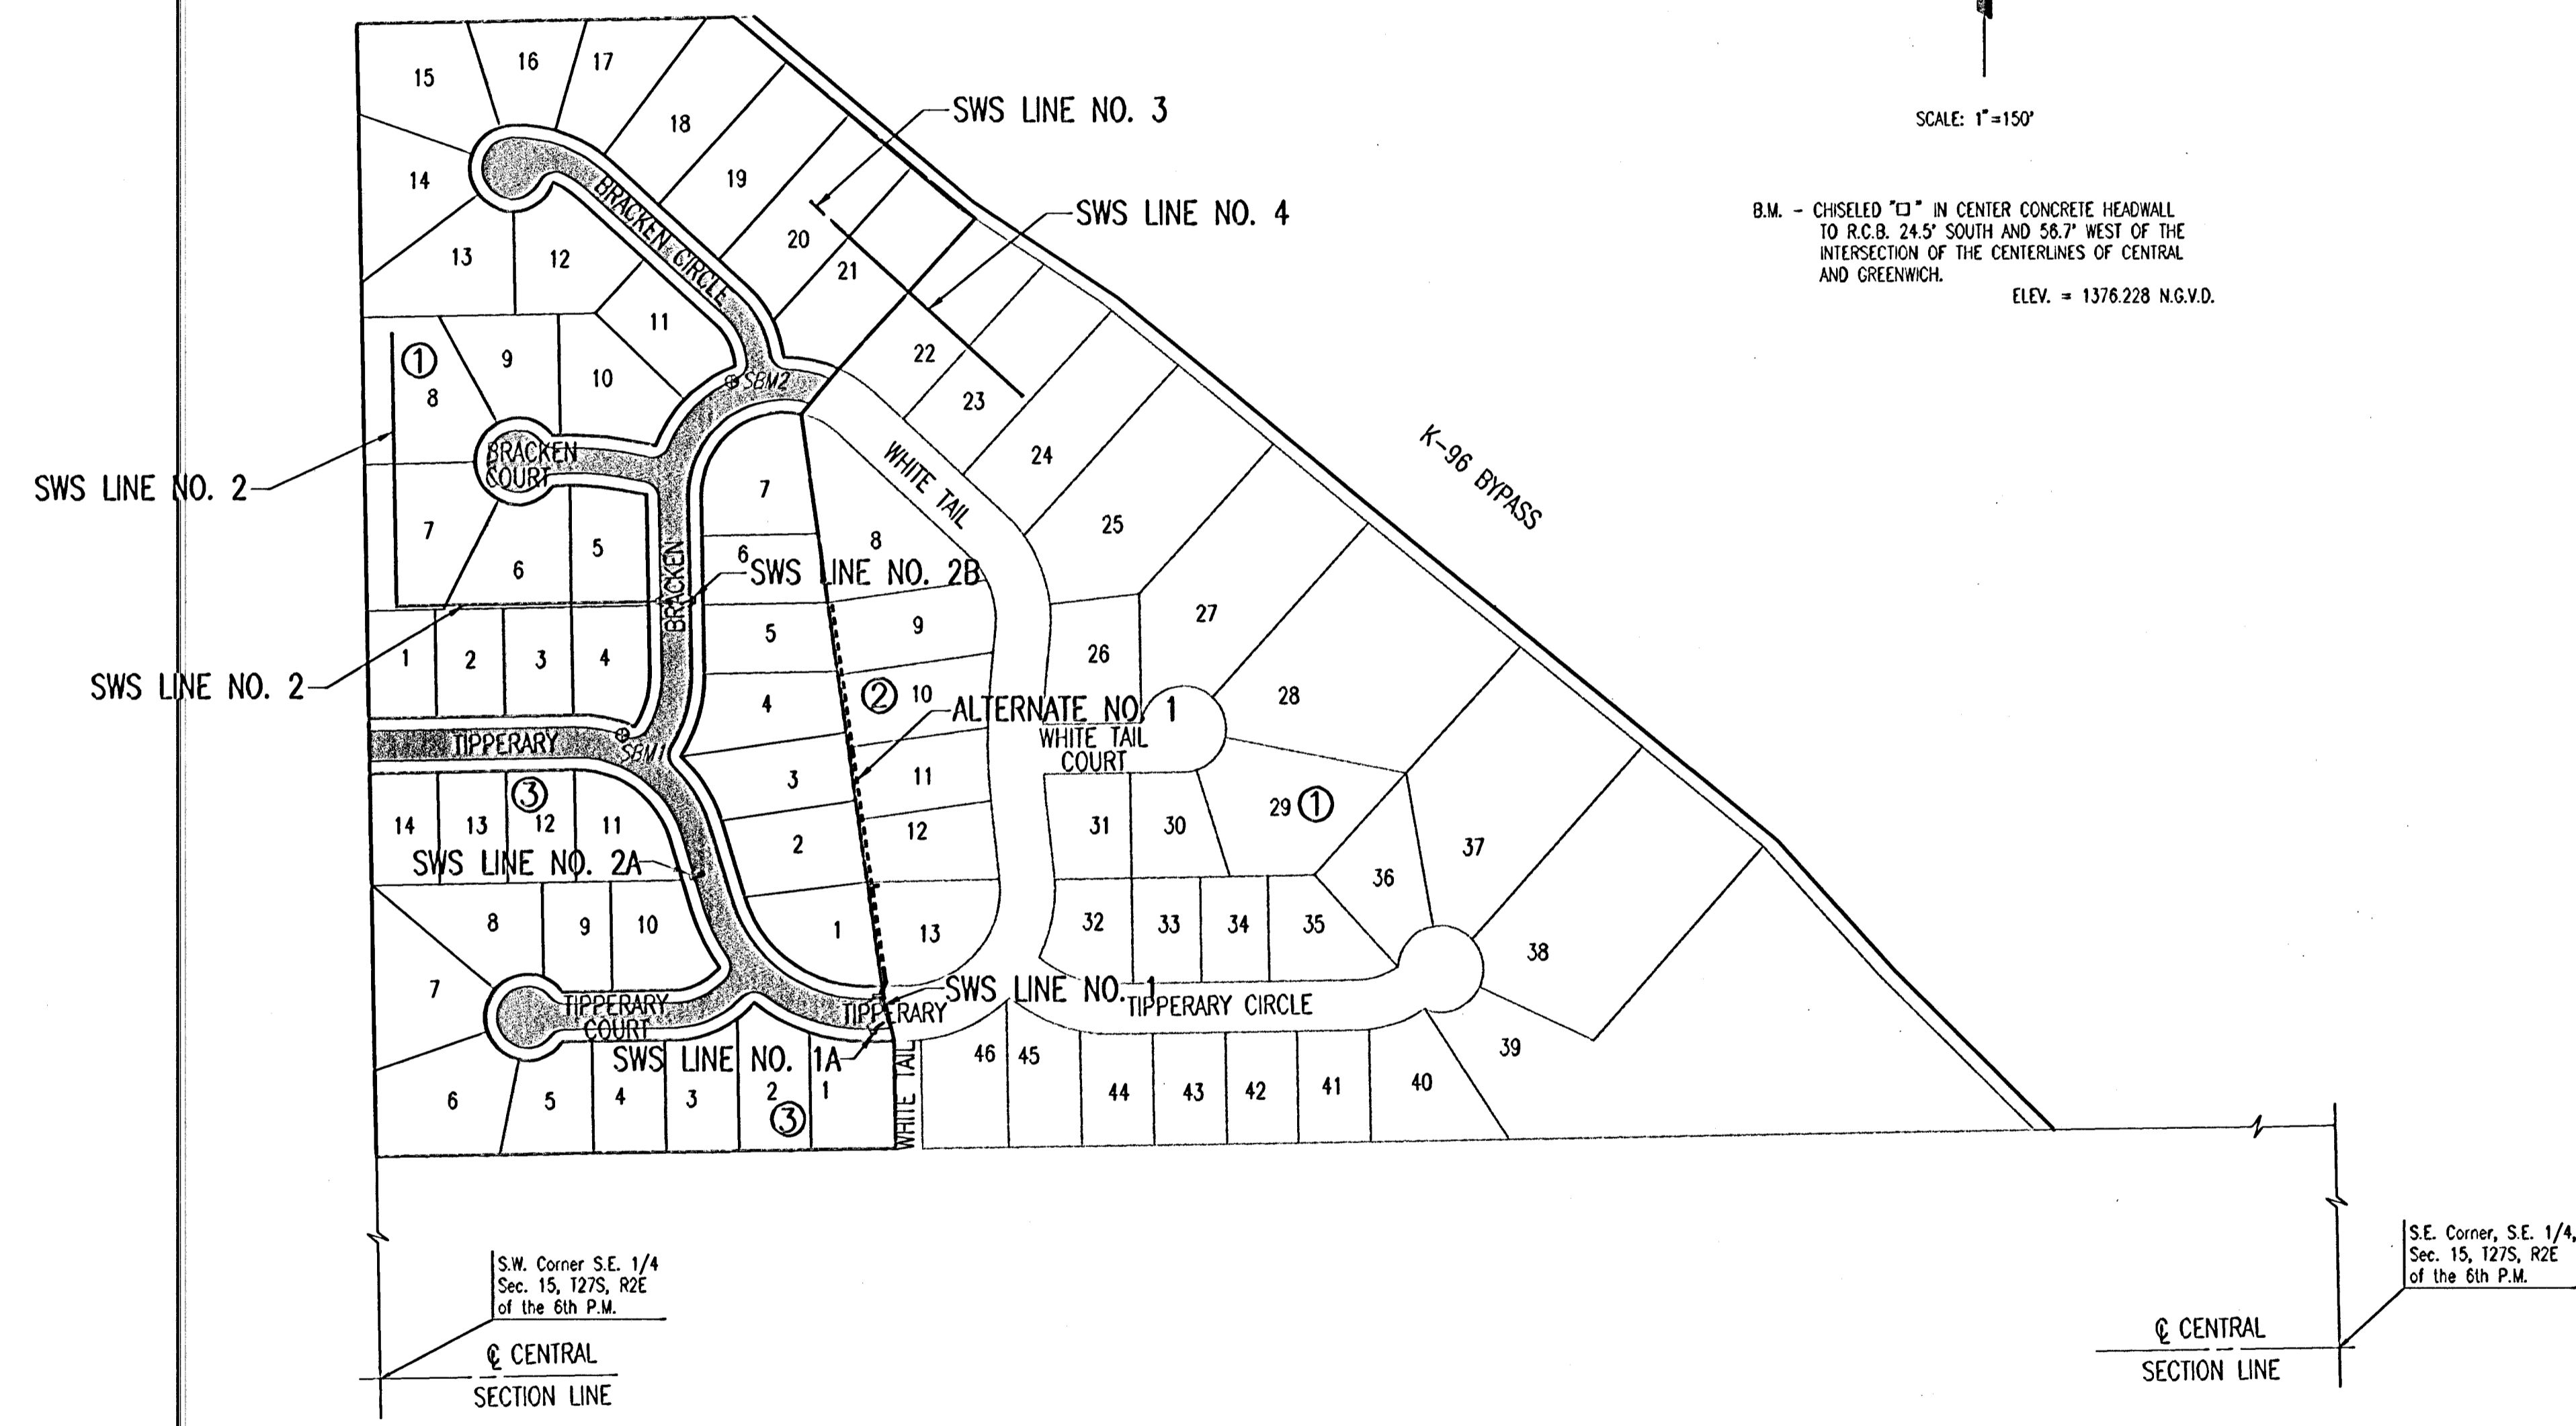 SCALE: 1"=150'
B.M. - CHISELED "□" IN CENTER CONCRETE HEADWALL
TO R.C.B. 24.5' SOUTH AND 56.7' WEST OF THE
INTERSECTION OF THE CENTERLINES OF CENTRAL
AND GREENWICH.
ELEV. = 1376.228 N.G.V.D.
15
16
17
18
SWS LINE NO. 3
14
19
BRACKEN CIRCLE
20
SWS LINE NO. 4
13
12
21
11
1
9
10
8
SBM2
22
23
K-96 BYPASS
BRACKEN
COURT
SWS LINE NO. 2
WHITE TAIL
24
7
7
25
5
6
6
8
BRACKEN
SWS LINE NO. 2B
27
1
2
3
4
5
9
26
SWS LINE NO. 2
4
2
10
28
ALTERNATE NO. 1
TIPPERARY
SBM1
WHITE TAIL
COURT
3
11
3
14
13
12
11
2
12
31
30
29
1
37
SWS LINE NO. 2A
36
8
9
10
1
13
32
33
34
35
38
7
SWS LINE NO. 1
TIPPERARY
COURT
TIPPERARY
TIPPERARY CIRCLE
SWS LINE NO. 1A
WHITE TAIL
46
45
39
6
5
4
3
2
1
3
44
43
42
41
40
S.W. Corner S.E. 1/4
Sec. 15, T27S, R2E
of the 6th P.M.
℄ CENTRAL
SECTION LINE
S.E. Corner, S.E. 1/4,
Sec. 15, T27S, R2E
of the 6th P.M.
℄ CENTRAL
SECTION LINE